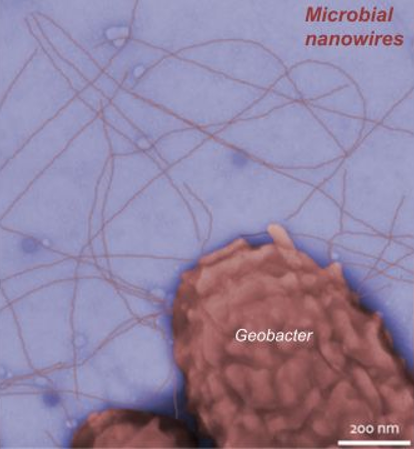 Microbial
nanowires
Geobacter
200 nm